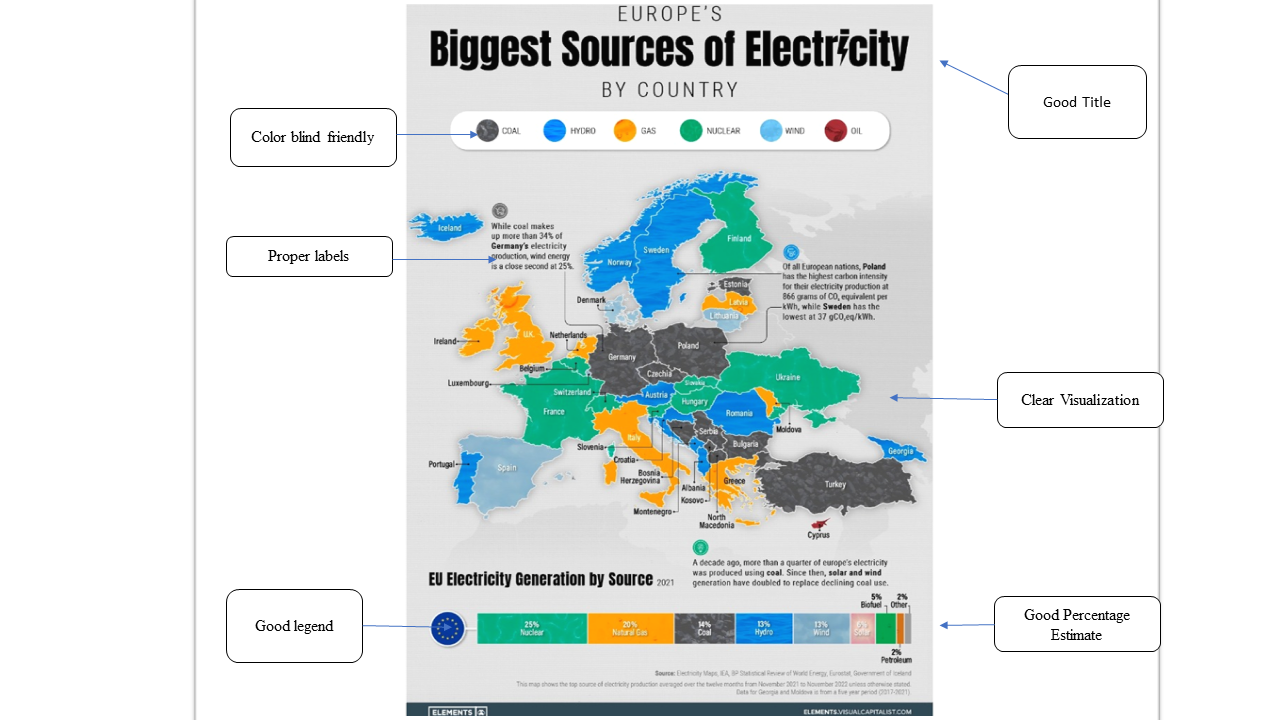 EUROPE'S
Biggest Sources of Electricity
BY COUNTRY
Good Title
Color blind friendly
COAL HYDRO GAS NUCLEAR WIND OIL
Proper labels
While coal makes
up more than 34% of
Germany's electricity
production, wind energy
is a close second at 25%.
Iceland
Norway
Sweden
Finland
Of all European nations, Poland
has the highest carbon intensity
for their electricity production at
866 grams of CO₂ equivalent per
kWh, while Sweden has the
lowest at 37 gCO₂eq/kWh.
Estonia
Latvia
Lithuania
Denmark
Ireland
U.K.
Netherlands
Belgium
Luxembourg
Germany
Poland
Czechia
Slovakia
Ukraine
Switzerland
Austria
Hungary
France
Romania
Moldova
Clear Visualization
Italy
Serbia
Bulgaria
Slovenia
Croatia
Bosnia
Herzegovina
Georgia
Portugal
Spain
Albania
Kosovo
Greece
Turkey
Montenegro
North
Macedonia
Cyprus
A decade ago, more than a quarter of europe's electricity
was produced using coal. Since then, solar and wind
generation have doubled to replace declining coal use.
EU Electricity Generation by Source 2021
Good legend
25%
Nuclear
20%
Natural Gas
14%
Coal
13%
Hydro
13%
Wind
6%
Solar
5%
Biofuel
2%
Other
2%
Petroleum
Good Percentage
Estimate
Source: Electricity Maps, IEA, BP Statistical Review of World Energy, Eurostat, Government of Iceland
This map shows the top source of electricity production averaged over the twelve months from November 2021 to November 2022 unless otherwise stated.
Data for Georgia and Moldova is from a five year period (2017-2021).
ELEMENTS
ELEMENTS.VISUALCAPITALIST.COM